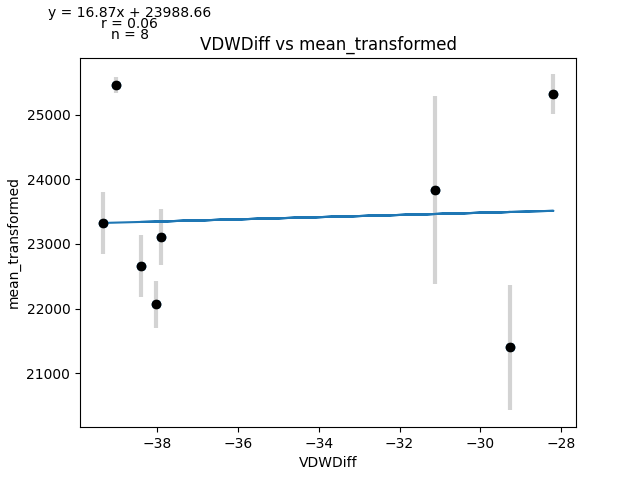 y = 16.87x + 23988.66
r = 0.06
n = 8
VDWDiff vs mean_transformed
mean_transformed
25000
24000
23000
22000
21000
−38
−36
−34
−32
−30
−28
VDWDiff